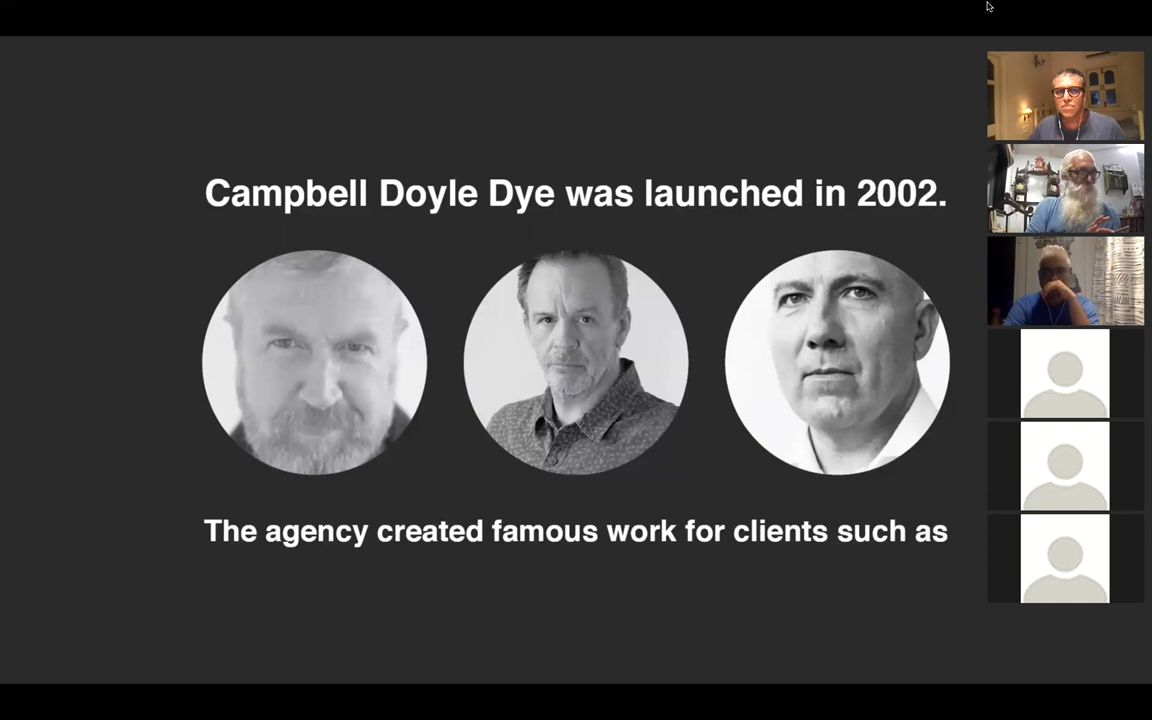 Campbell Doyle Dye was launched in 2002.
The agency created famous work for clients such as